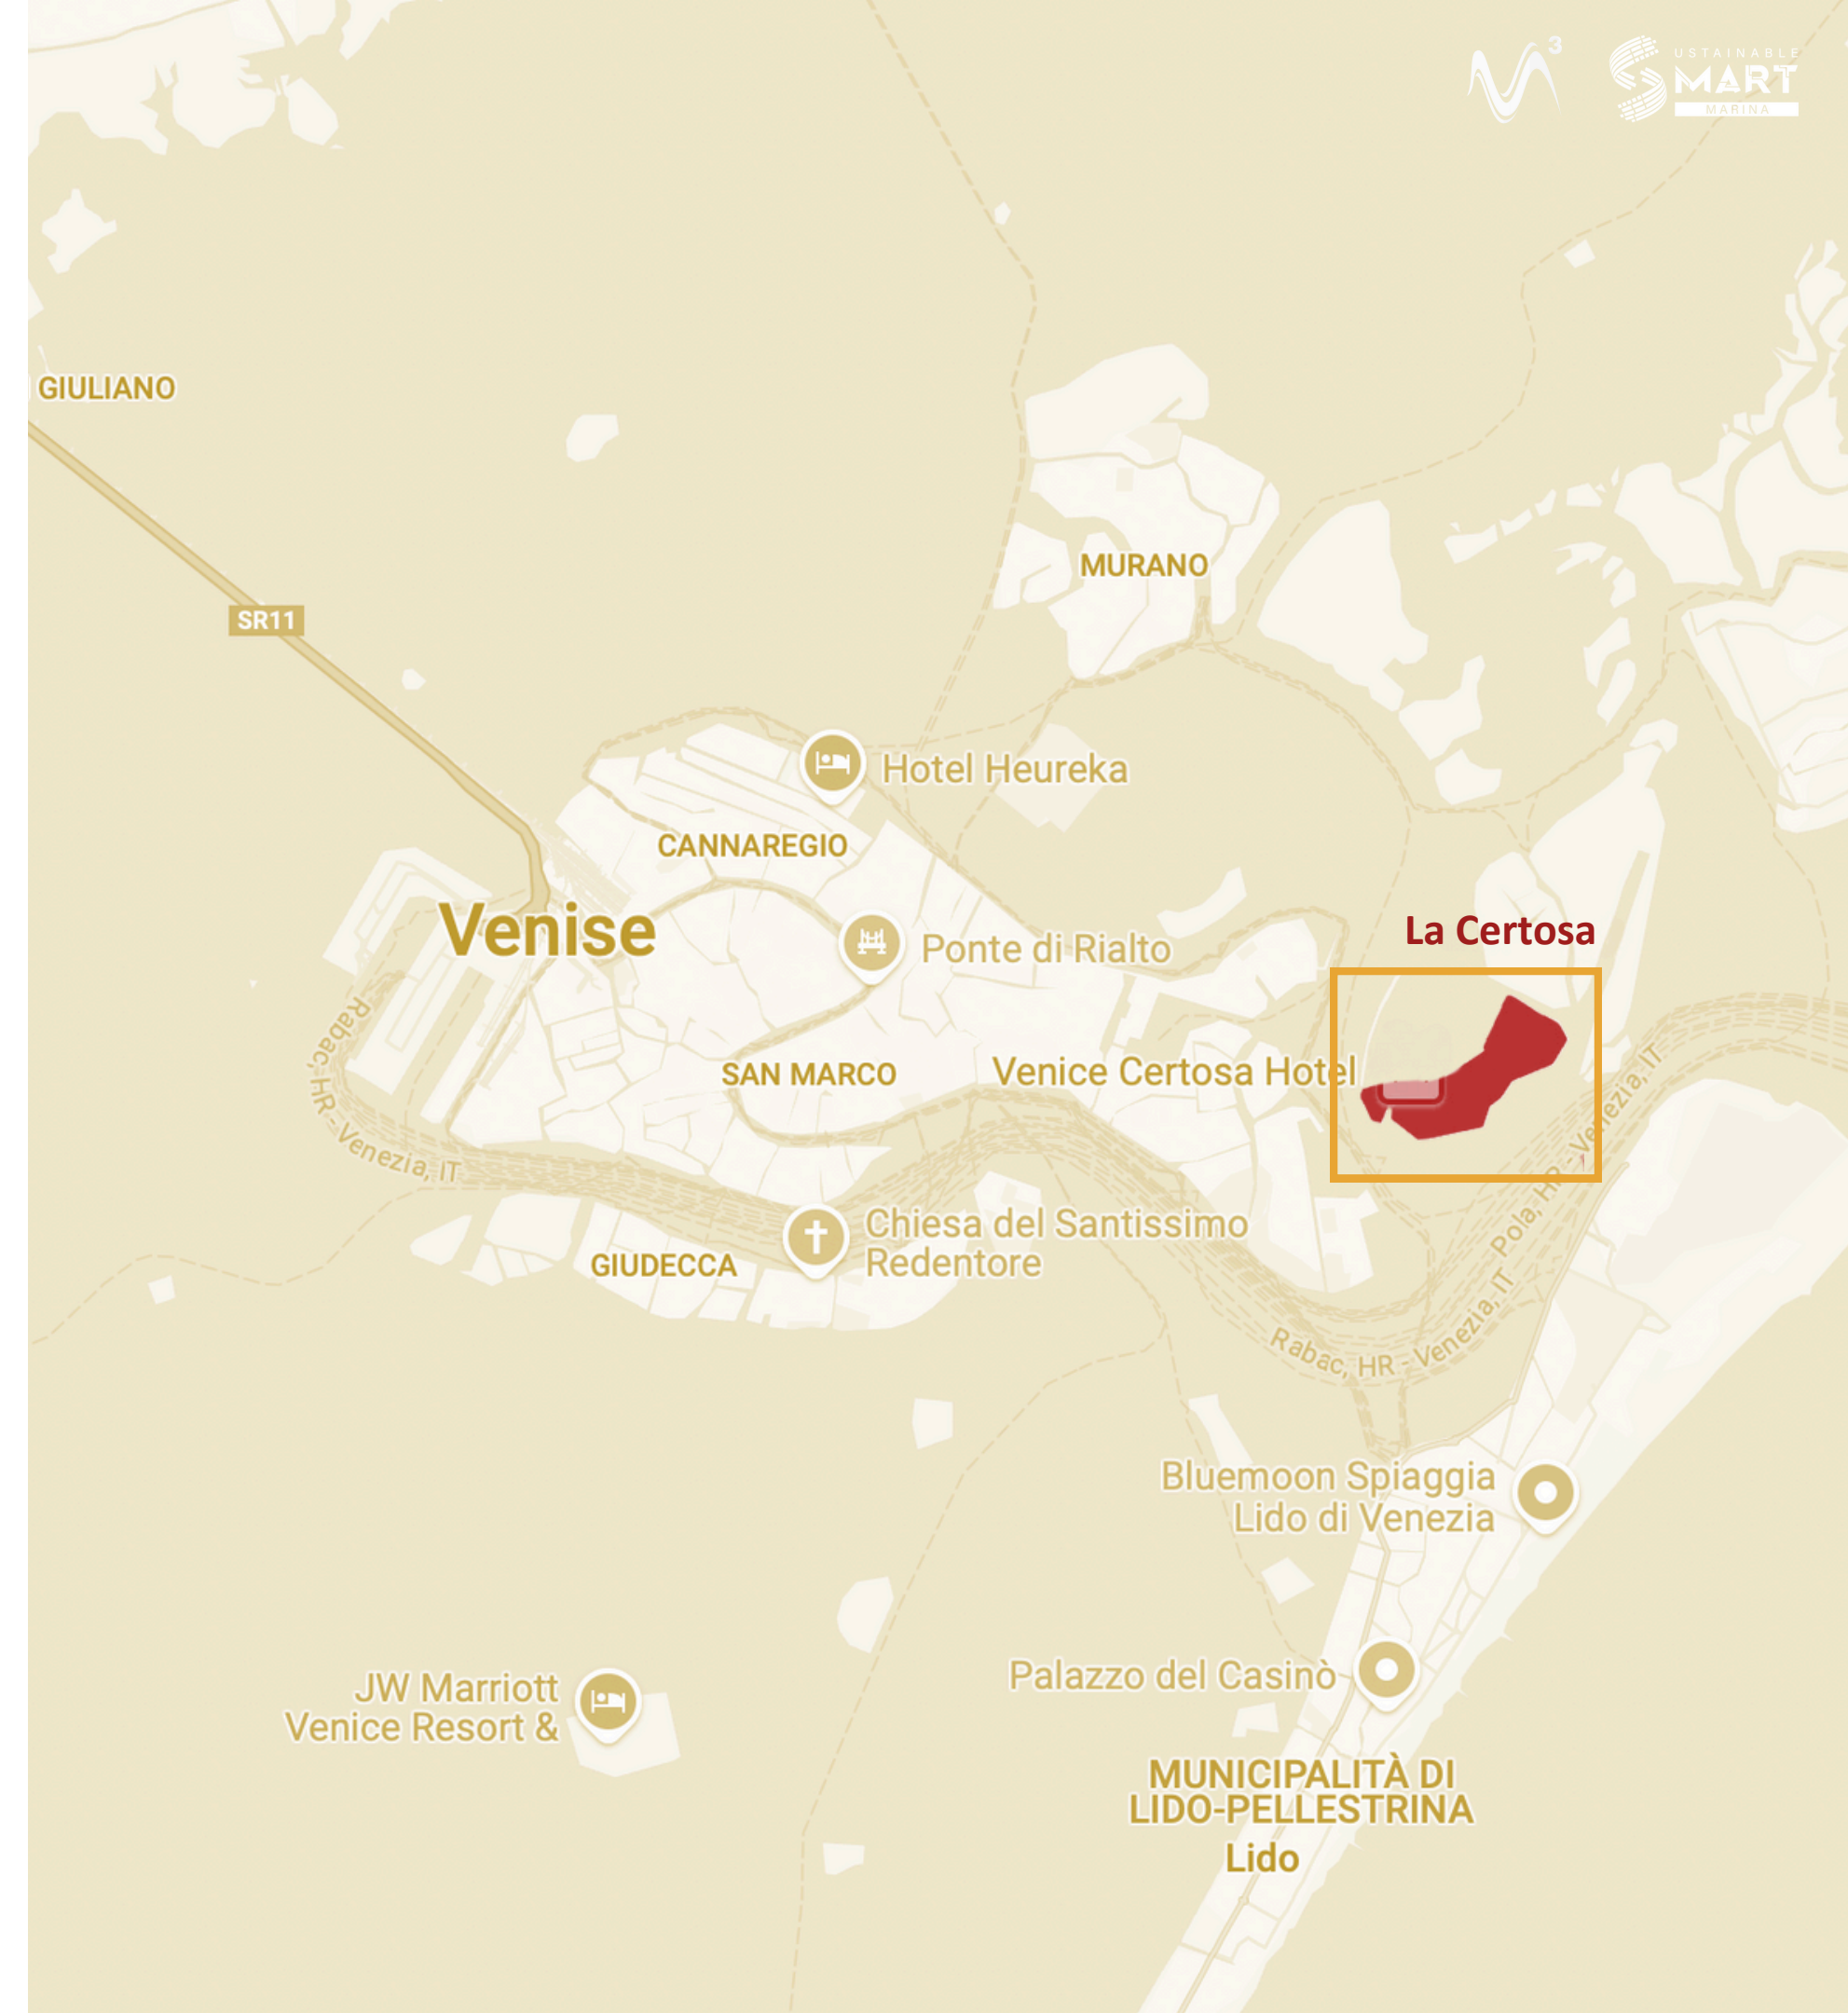 3
USTAINABLE
SMART
MARINA
GIULIANO
MURANO
SR11
Hotel Heureka
CANNAREGIO
Venise
Ponte di Rialto
La Certosa
Rabac, HR - Venezia, IT
SAN MARCO
Venice Certosa Hotel
Pola, HR - Venezia, IT
Chiesa del Santissimo
Redentore
GIUDECCA
Rabac, HR - Venezia, IT
Bluemoon Spiaggia
Lido di Venezia
Palazzo del Casinò
JW Marriott
Venice Resort &
MUNICIPALITÀ DI
LIDO-PELLESTRINA
Lido